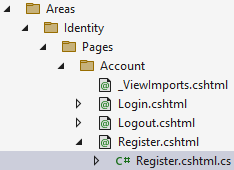 Areas
Identity
Pages
Account
_ViewImports.cshtml
Login.cshtml
Logout.cshtml
Register.cshtml
C# Register.cshtml.cs